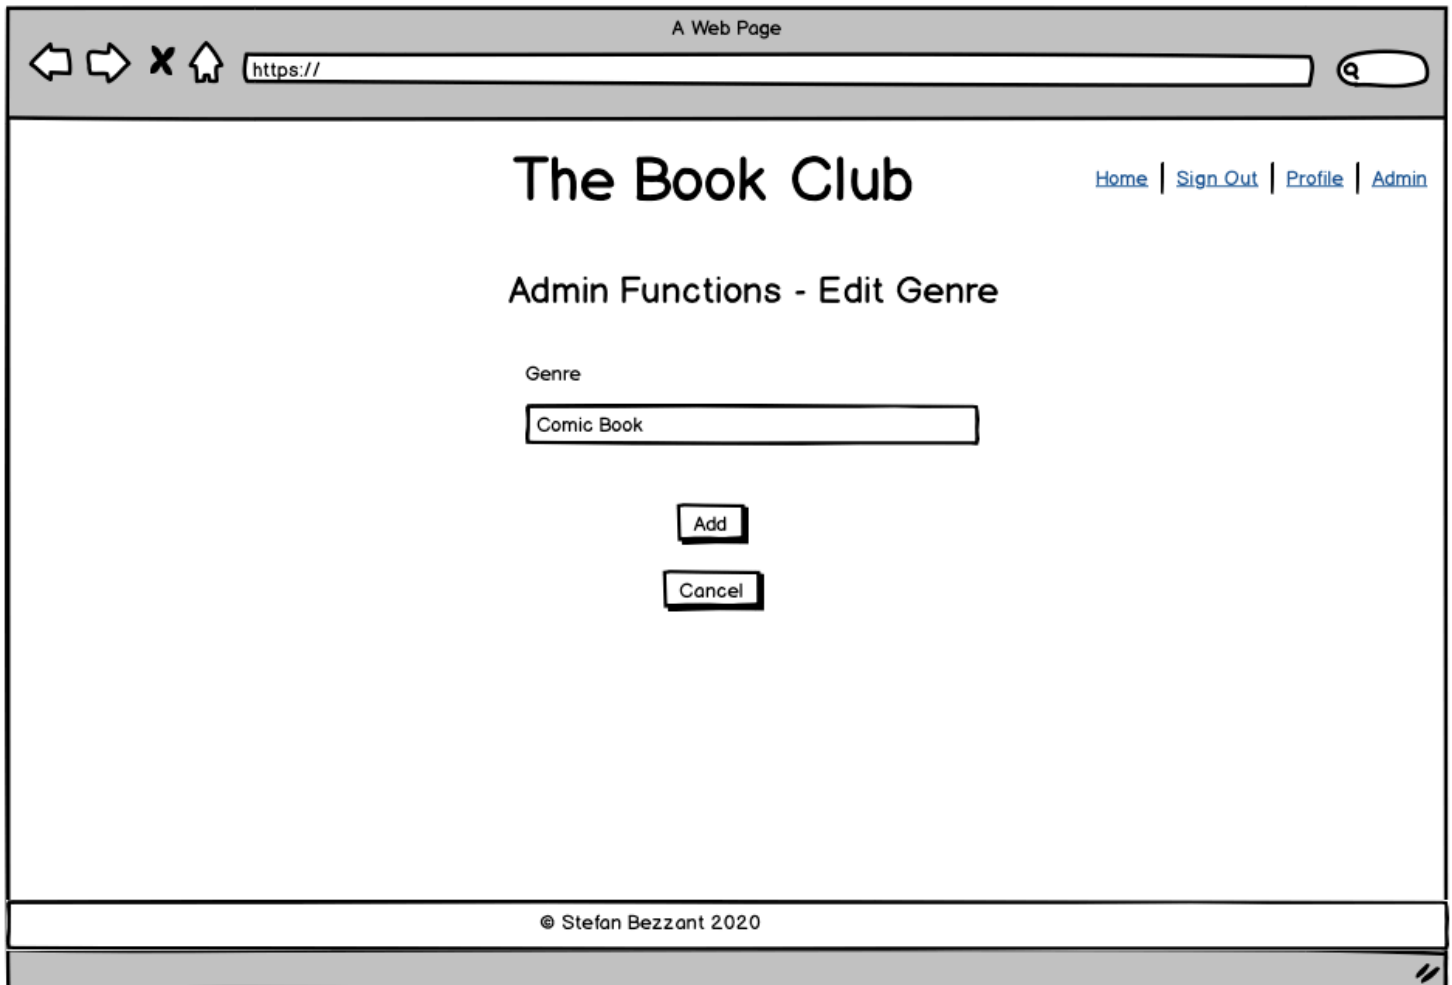 A Web Page
https://
The Book Club
Home | Sign Out | Profile | Admin
Admin Functions - Edit Genre
Genre
Comic Book
Add
Cancel
© Stefan Bezzant 2020